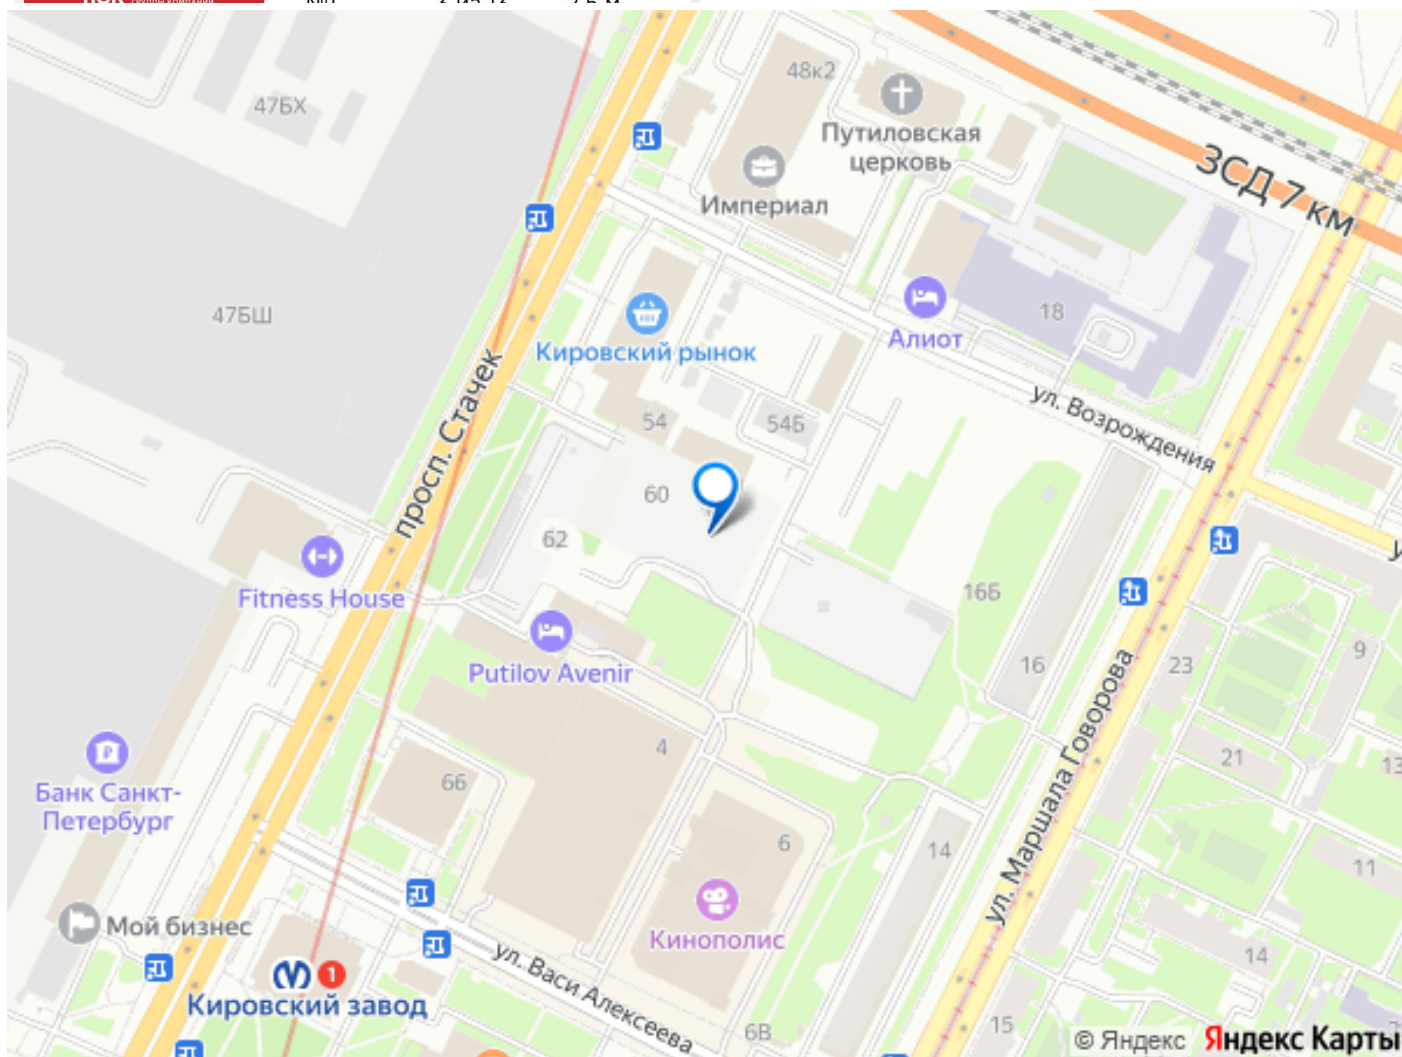 47БХ
48к2
Путиловская
церковь
ЗСД 7 км
Империал
47БШ
Кировский рынок
Алиот
18
просп. Стачек
ул. Возрождения
54
54Б
60
62
Fitness House
16Б
Putilov Avenir
16
23
9
ул. Маршала Говорова
4
21
13
Банк Санкт-
Петербург
66
6
14
11
Мой бизнес
Кинополис
1
Кировский завод
ул. Васи Алексеева
14
6В
15
© Яндекс Яндекс Карты